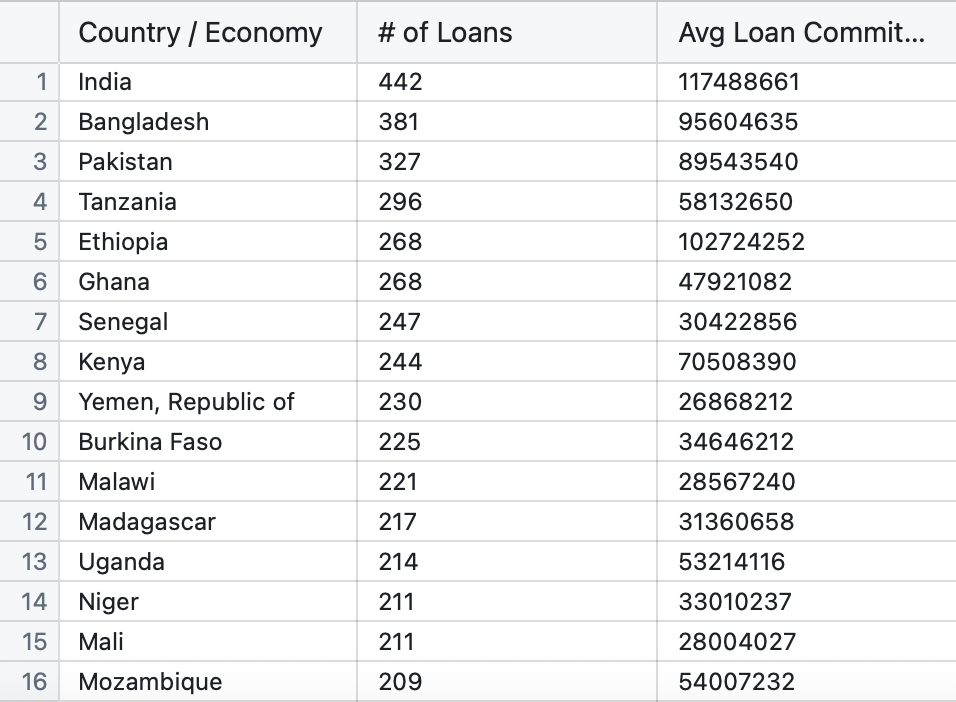 Country / Economy # of Loans Avg Loan Commit...
1 India 442 117488661
2 Bangladesh 381 95604635
3 Pakistan 327 89543540
4 Tanzania 296 58132650
5 Ethiopia 268 102724252
6 Ghana 268 47921082
7 Senegal 247 30422856
8 Kenya 244 70508390
9 Yemen, Republic of 230 26868212
10 Burkina Faso 225 34646212
11 Malawi 221 28567240
12 Madagascar 217 31360658
13 Uganda 214 53214116
14 Niger 211 33010237
15 Mali 211 28004027
16 Mozambique 209 54007232